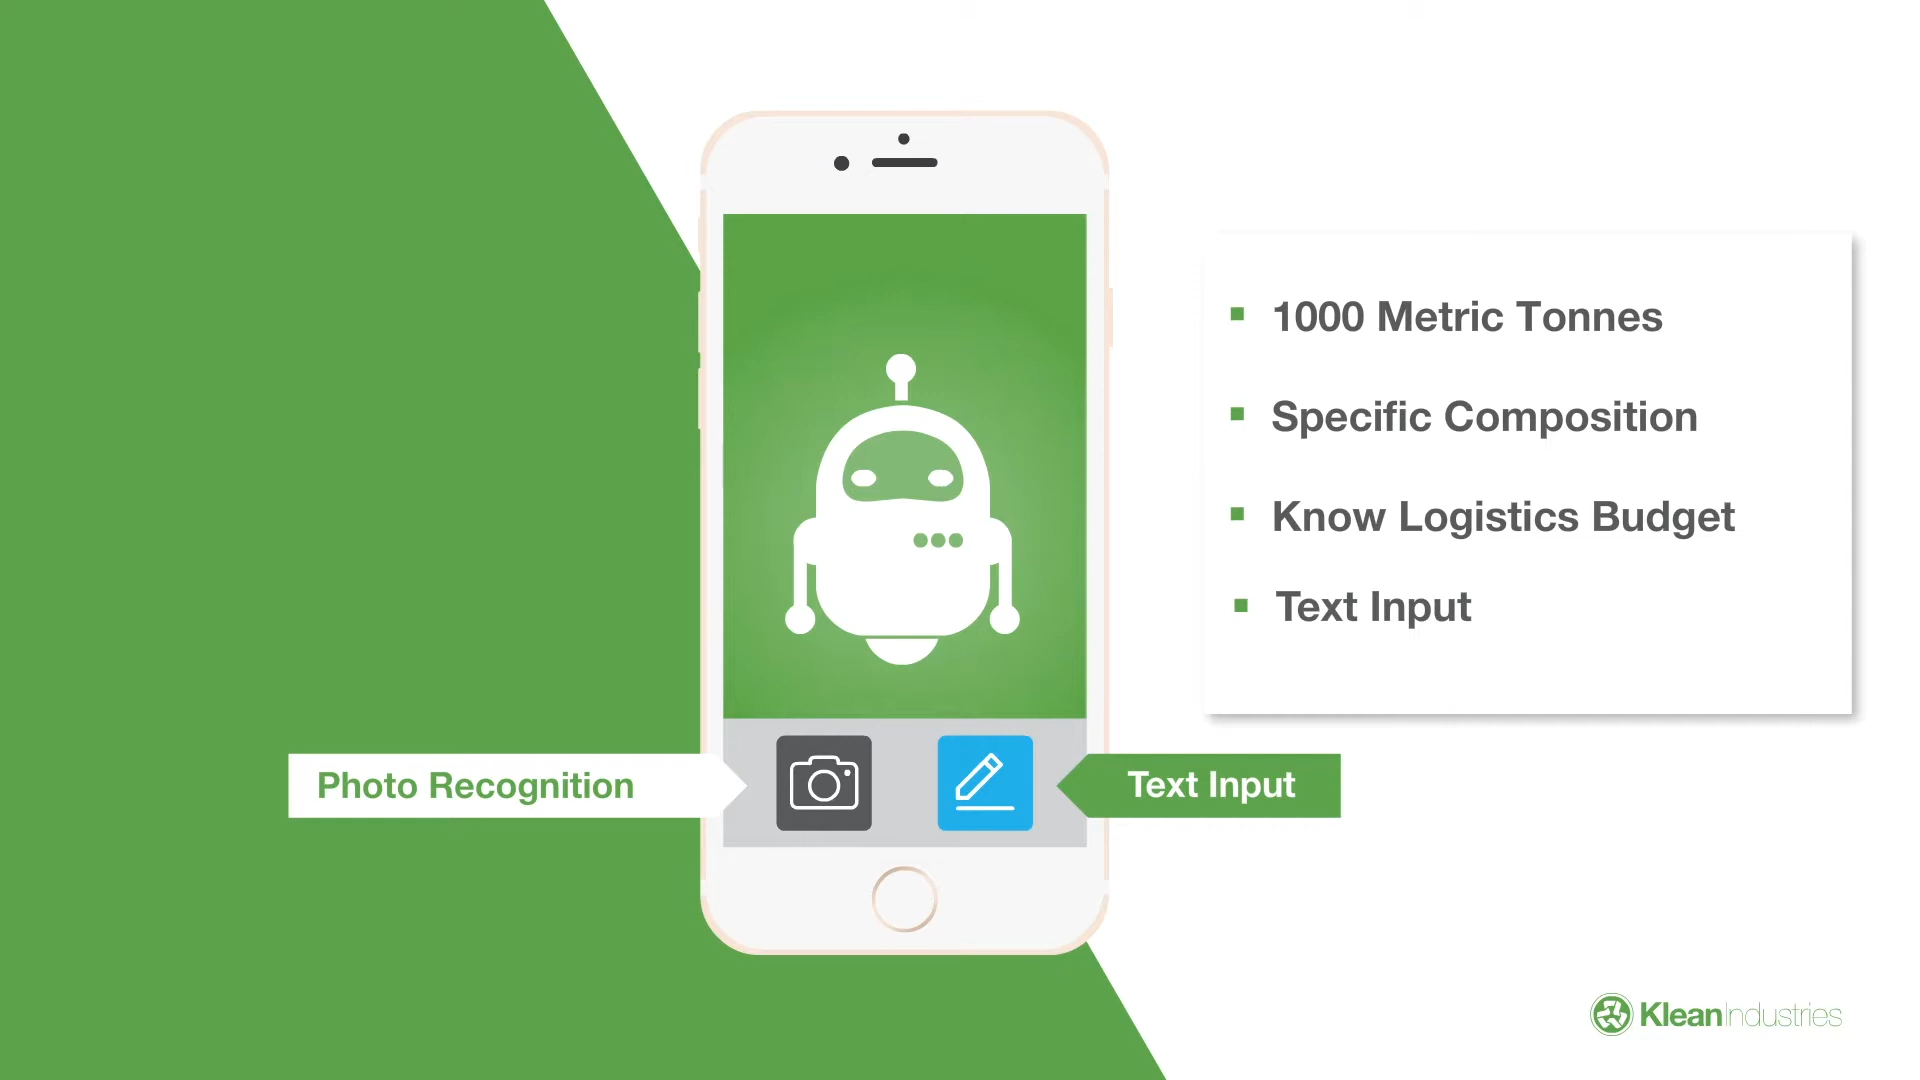 1000 Metric Tonnes
Specific Composition
Know Logistics Budget
Text Input
Photo Recognition
Text Input
KleanIndustries